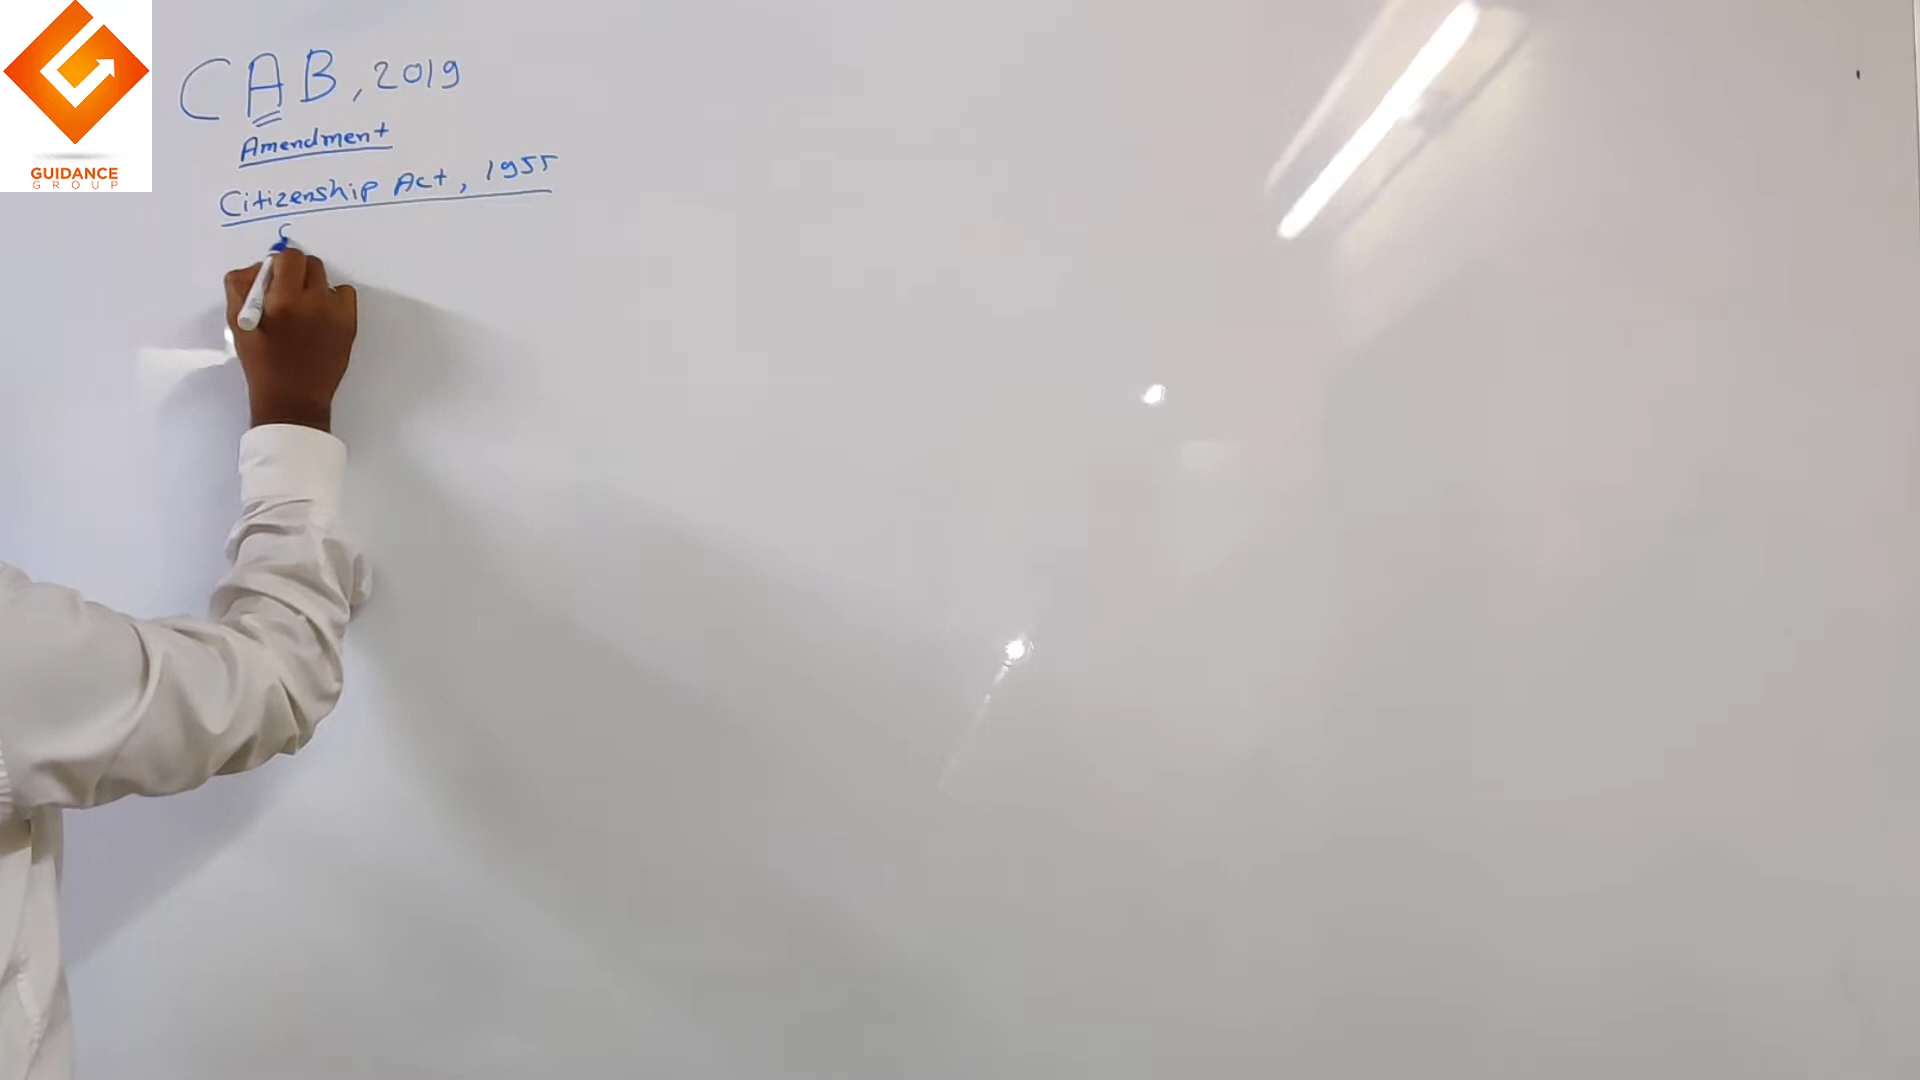 GUIDANCE
GROUP
CAB, 2019
Amendment
Citizenship Act, 1955